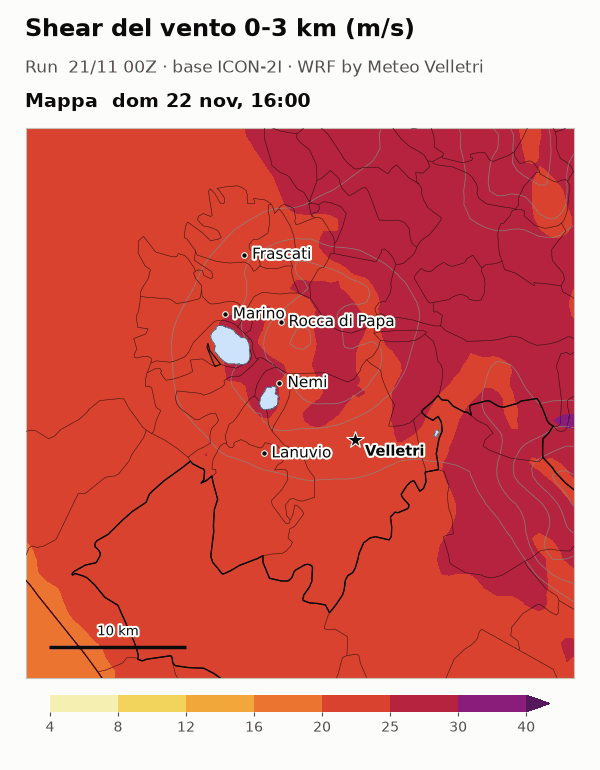 Shear del vento 0-3 km (m/s)
Run 21/11 00Z · base ICON-2I · WRF by Meteo Velletri
Mappa dom 22 nov, 16:00
Frascati
Marino
Rocca di Papa
Nemi
Velletri
Lanuvio
10 km
4 8 12 16 20 25 30 40